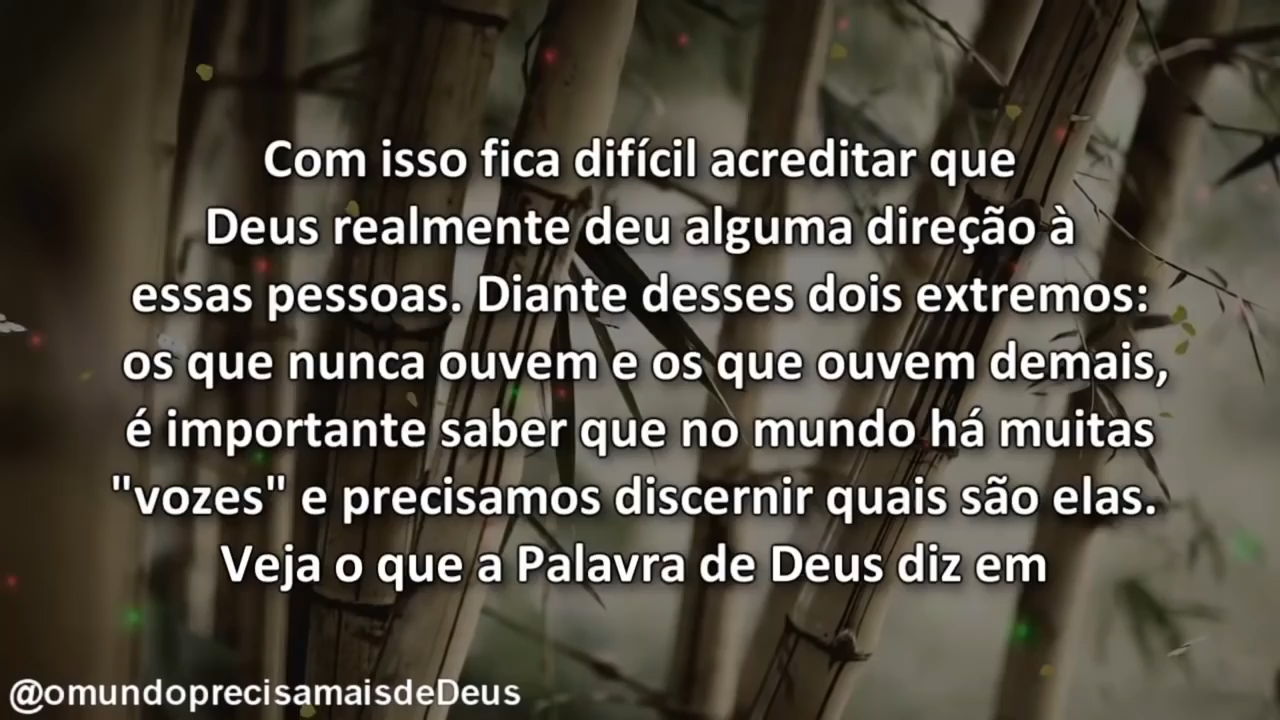 Com isso fica difícil acreditar que
Deus realmente deu alguma direção à
essas pessoas. Diante desses dois extremos:
os que nunca ouvem e os que ouvem demais,
é importante saber que no mundo há muitas
"vozes" e precisamos discernir quais são elas.
Veja o que a Palavra de Deus diz em
@omundoprecisamaisdeDeus